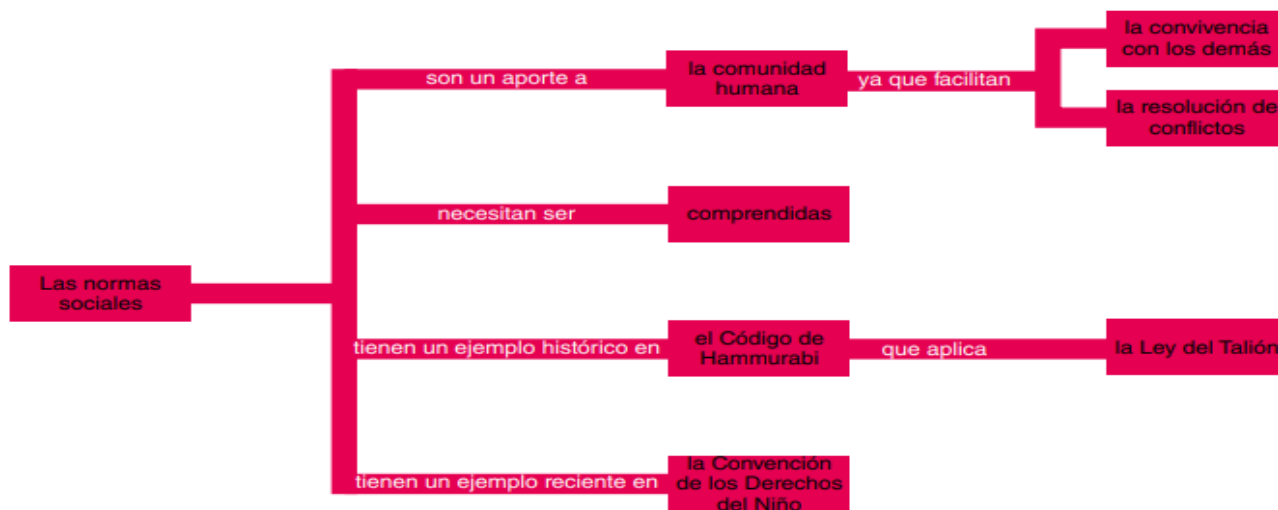 Las normas
sociales
son un aporte a
la comunidad
humana
ya que facilitan
la convivencia
con los demás
la resolución de
conflictos
necesitan ser
comprendidas
tienen un ejemplo histórico en
el Código de
Hammurabi
que aplica
la Ley del Talión
tienen un ejemplo reciente en
la Convención
de los Derechos
del Niño